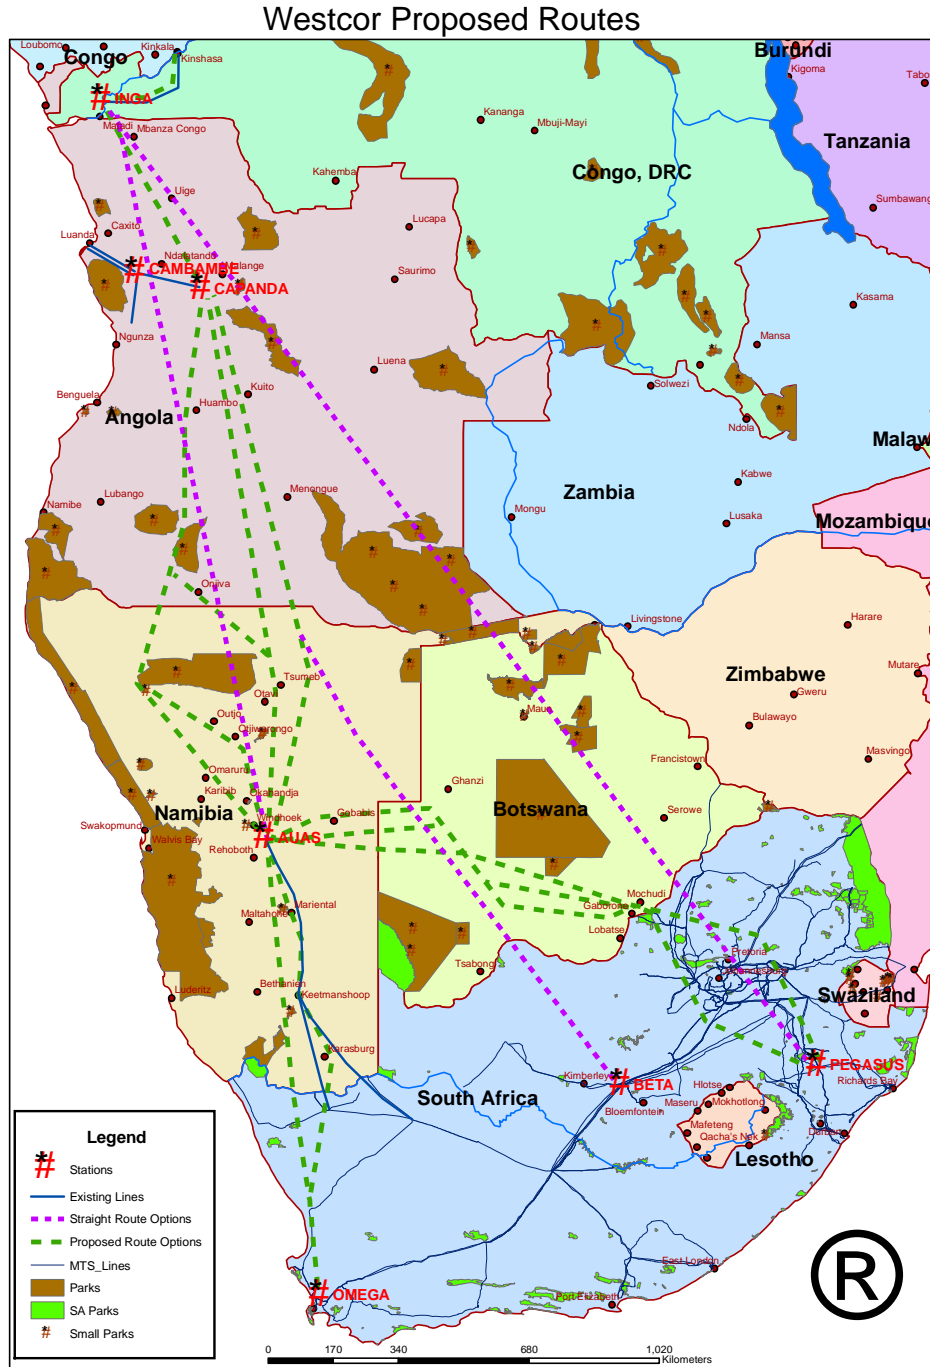 Westcor Proposed Routes
Loubomo
Kinkala
Congo
Kinshasa
Burundi
Kigoma
INGA
Kananga
Matadi
Mbanza Congo
Mbuji-Mayi
Tanzania
Kahemba
Congo, DRC
Uige
Lucapa
Sumbawang
Caxito
Luanda
Ndalatando
CAMBAMBE
Malange
Saurimo
CAPANDA
Kasama
Ngunza
Mansa
Luena
Solwezi
Benguela
Kuito
Huambo
Angola
Ndola
Malaw
Kabwe
Lubango
Menongue
Zambia
Namibe
Mongu
Lusaka
Mozambique
Onjiva
Livingstone
Harare
Mutare
Zimbabwe
Tsumeb
Gweru
Otavi
Outjo
Maun
Bulawayo
Otjiwarongo
Masvingo
Francistown
Omaruru
Ghanzi
Karibib
Okahandja
Namibia
Gobabis
Botswana
Serowe
Windhoek
Swakopmund
AUAS
Walvis Bay
Rehoboth
Mochudi
Mariental
Gaborone
Maltahohe
Lobatse
Pretoria
Tsabong
Bethanien
Luderitz
Keetmanshoop
Swaziland
Karasburg
PEGASUS
Kimberley
BETA
Richards Bay
Hlotse
South Africa
Bloemfontein
Maseru
Mokhotlong
Mafeteng
Durban
Qacha's Nek
Lesotho
East London
OMEGA
Port Elizabeth
Legend
Stations
Existing Lines
Straight Route Options
Proposed Route Options
MTS_Lines
Parks
SA Parks
Small Parks
®
0 170 340 680 1,020
Kilometers